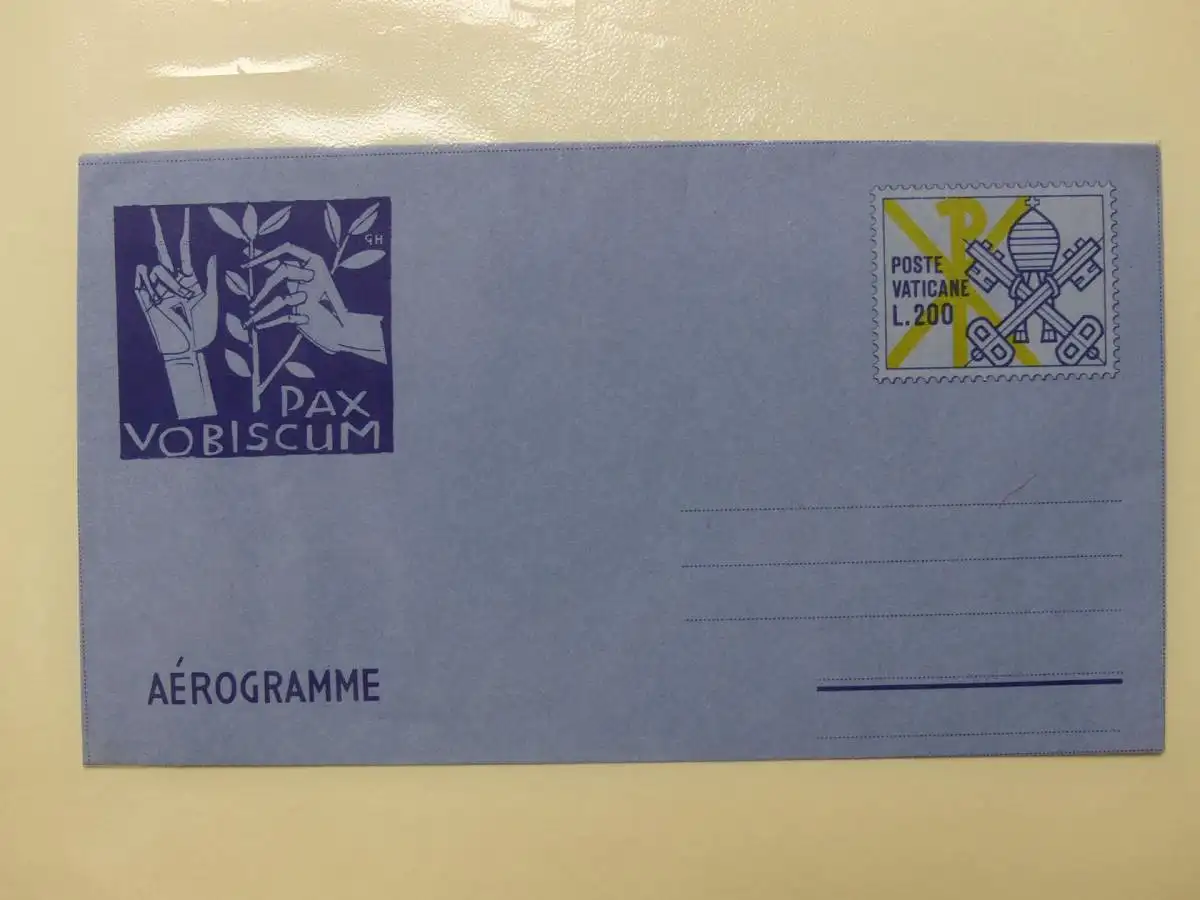 GH
PAX
VOBISCUM
POSTE
VATICANE
L.200
AÉROGRAMME